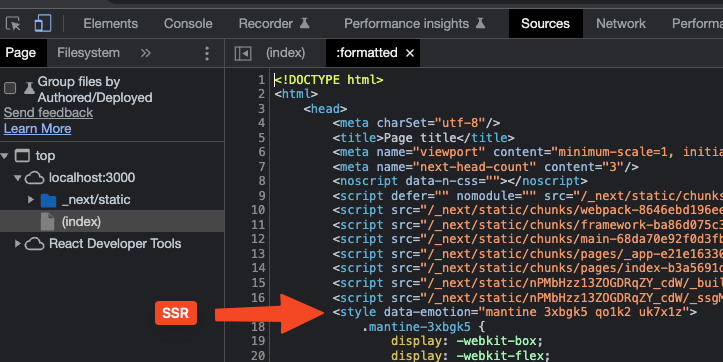 Elements Console Recorder Performance insights Sources Network Performa
Page Filesystem » (index) :formatted ×
Group files by
Authored/Deployed
Send feedback
Learn More
top
localhost:3000
_next/static
(index)
React Developer Tools
1 <!DOCTYPE html>
2 <html>
3 <head>
4 <meta charSet="utf-8"/>
5 <title>Page title</title>
6 <meta name="viewport" content="minimum-scale=1, initia
7 <meta name="next-head-count" content="3"/>
8 <noscript data-n-css=""></noscript>
9 <script defer="" nomodule="" src="/_next/static/chunks
10 <script src="/_next/static/chunks/webpack-8646ebd196ee
11 <script src="/_next/static/chunks/framework-ba86d075c3
12 <script src="/_next/static/chunks/main-68da70e92f0d3fb
13 <script src="/_next/static/chunks/pages/_app-e21e16330
14 <script src="/_next/static/chunks/pages/index-b3a5691d
15 <script src="/_next/static/nPMbHzz13ZOGDRqZY_cdW/_buil
16 <script src="/_next/static/nPMbHzz13ZOGDRqZY_cdW/_ssgM
17 <style data-emotion="mantine 3xbgk5 qo1k2 uk7x1z">
18 .mantine-3xbgk5 {
19 display: -webkit-box;
20 display: -webkit-flex;
SSR